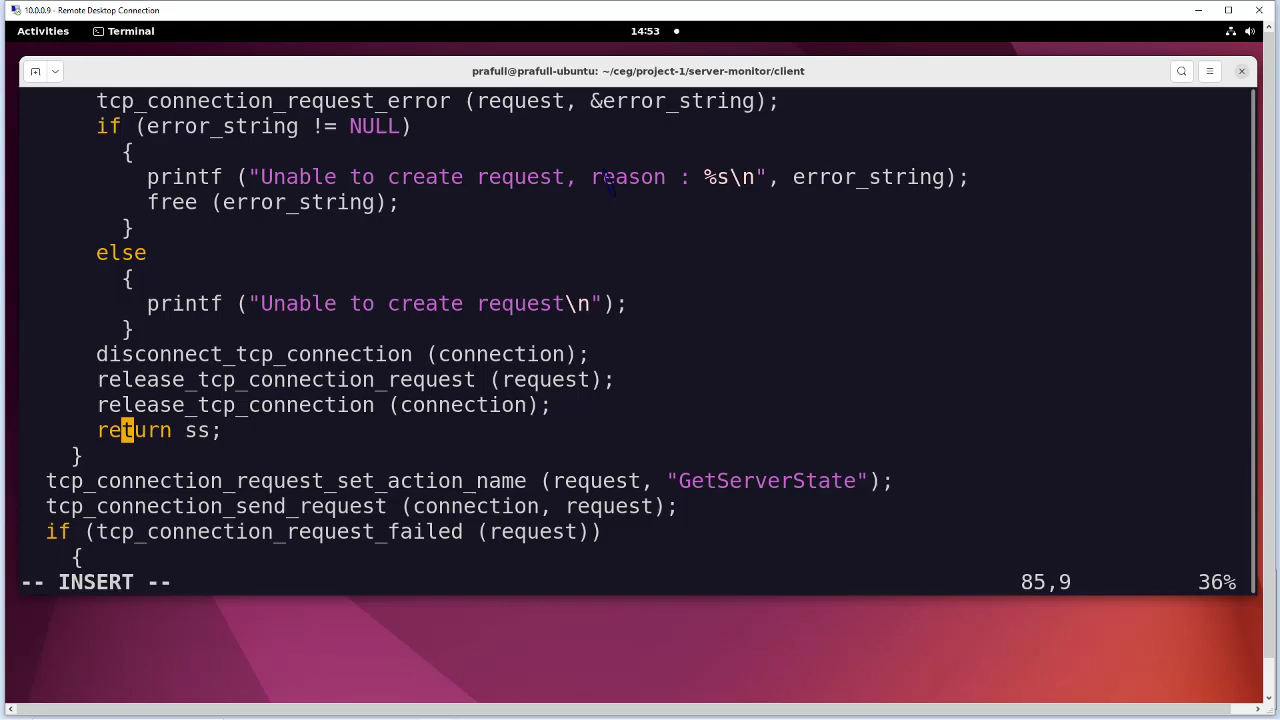 10.0.0.9 - Remote Desktop Connection
Activities
Terminal
14:53
prafull@prafull-ubuntu: ~/ceg/project-1/server-monitor/client
tcp_connection_request_error (request, &error_string);
if (error_string != NULL)
{
printf ("Unable to create request, reason : %s\n", error_string);
free (error_string);
}
else
{
printf ("Unable to create request\n");
}
disconnect_tcp_connection (connection);
release_tcp_connection_request (request);
release_tcp_connection (connection);
return ss;
}
tcp_connection_request_set_action_name (request, "GetServerState");
tcp_connection_send_request (connection, request);
if (tcp_connection_request_failed (request))
{
-- INSERT -- 85,9 36%